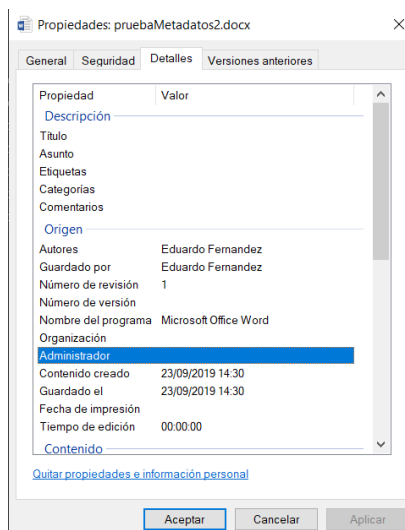 Propiedades: pruebaMetadatos2.docx
General Seguridad Detalles Versiones anteriores
Propiedad Valor
Descripción
Título
Asunto
Etiquetas
Categorías
Comentarios
Origen
Autores Eduardo Fernandez
Guardado por Eduardo Fernandez
Número de revisión 1
Número de versión
Nombre del programa Microsoft Office Word
Organización
Administrador
Contenido creado 23/09/2019 14:30
Guardado el 23/09/2019 14:30
Fecha de impresión
Tiempo de edición 00:00:00
Contenido
Quitar propiedades e información personal
Aceptar Cancelar Aplicar